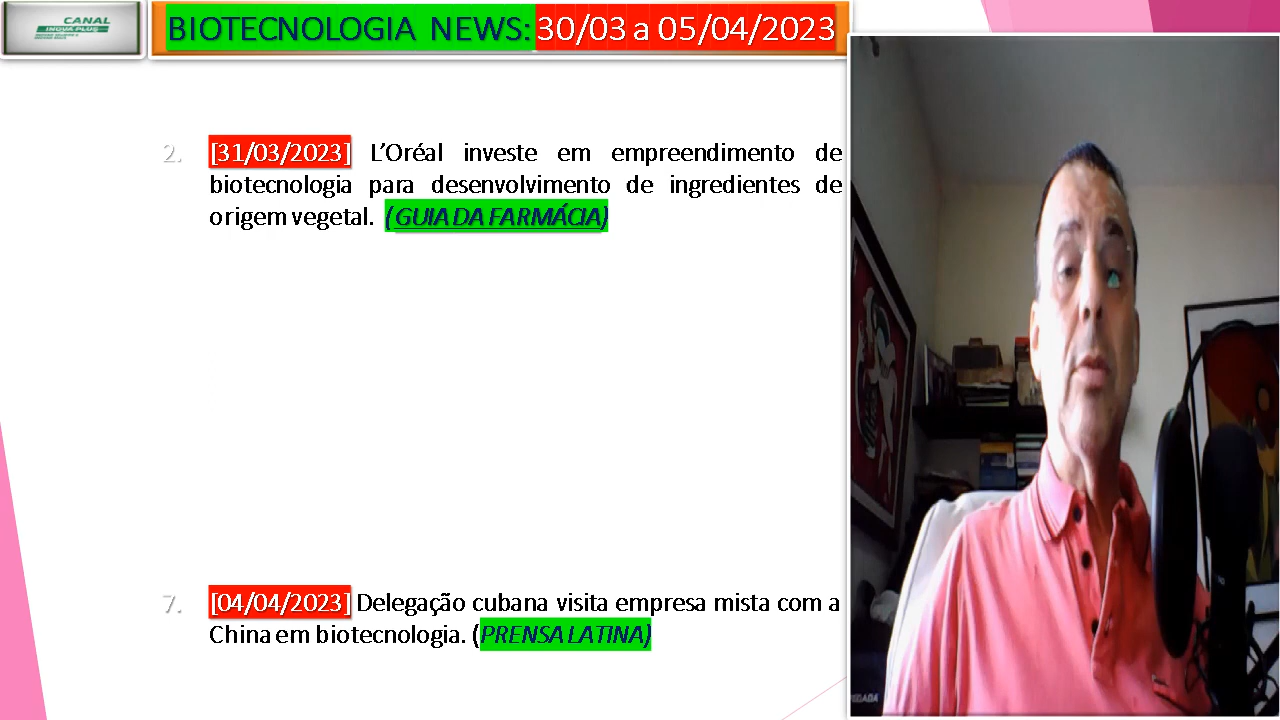 CANAL
INOVA PLUS
BIOTECNOLOGIA NEWS: 30/03 a 05/04/2023
2. [31/03/2023] L’Oréal investe em empreendimento de
biotecnologia para desenvolvimento de ingredientes de
origem vegetal. (GUIA DA FARMÁCIA)
7. [04/04/2023] Delegação cubana visita empresa mista com a
China em biotecnologia. (PRENSA LATINA)